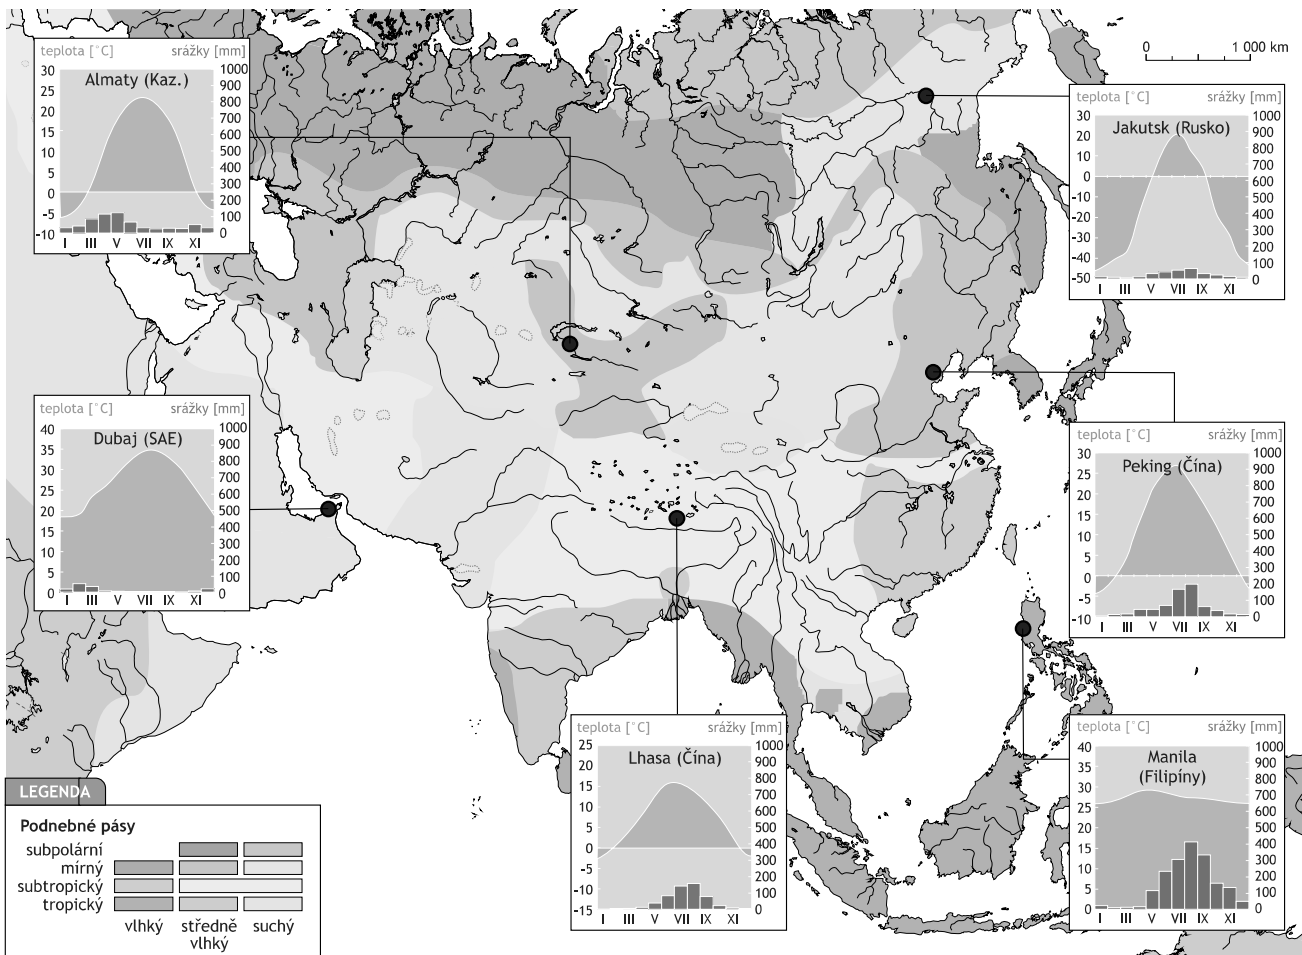 0 1 000 km
teplota [°C] srážky [mm]
Almaty (Kaz.)
30 25 20 15 10 5 0 -5 -10
1000 900 800 700 600 500 400 300 200 100 0
I III V VII IX XI
teplota [°C] srážky [mm]
Jakutsk (Rusko)
30 20 10 0 -10 -20 -30 -40 -50
1000 900 800 700 600 500 400 300 200 100 0
I III V VII IX XI
teplota [°C] srážky [mm]
Dubaj (SAE)
40 35 30 25 20 15 10 5 0
1000 900 800 700 600 500 400 300 200 100 0
I III V VII IX XI
teplota [°C] srážky [mm]
Peking (Čína)
30 25 20 15 10 5 0 -5 -10
1000 900 800 700 600 500 400 300 200 100 0
I III V VII IX XI
teplota [°C] srážky [mm]
Lhasa (Čína)
25 20 15 10 5 0 -5 -10 -15
1000 900 800 700 600 500 400 300 200 100 0
I III V VII IX XI
teplota [°C] srážky [mm]
Manila
(Filipíny)
40 35 30 25 20 15 10 5 0
1000 900 800 700 600 500 400 300 200 100 0
I III V VII IX XI
LEGENDA
Podnebné pásy
subpolární
mírný
subtropický
tropický
vlhký středně suchý
vlhký